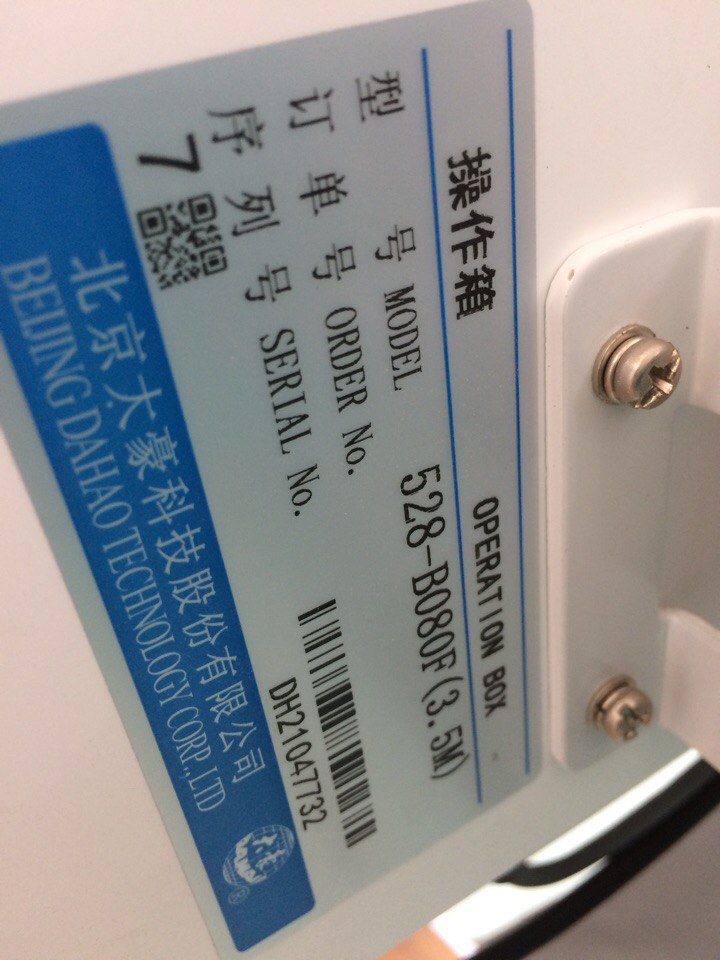 操作箱 OPERATION BOX
型 号 MODEL 528-B080F(3.5M)
订 单 号 ORDER No.
序 列 号 SERIAL No.
DH21047732
7
北京大豪科技股份有限公司
BEIJING DAHAO TECHNOLOGY CORP.,LTD
®